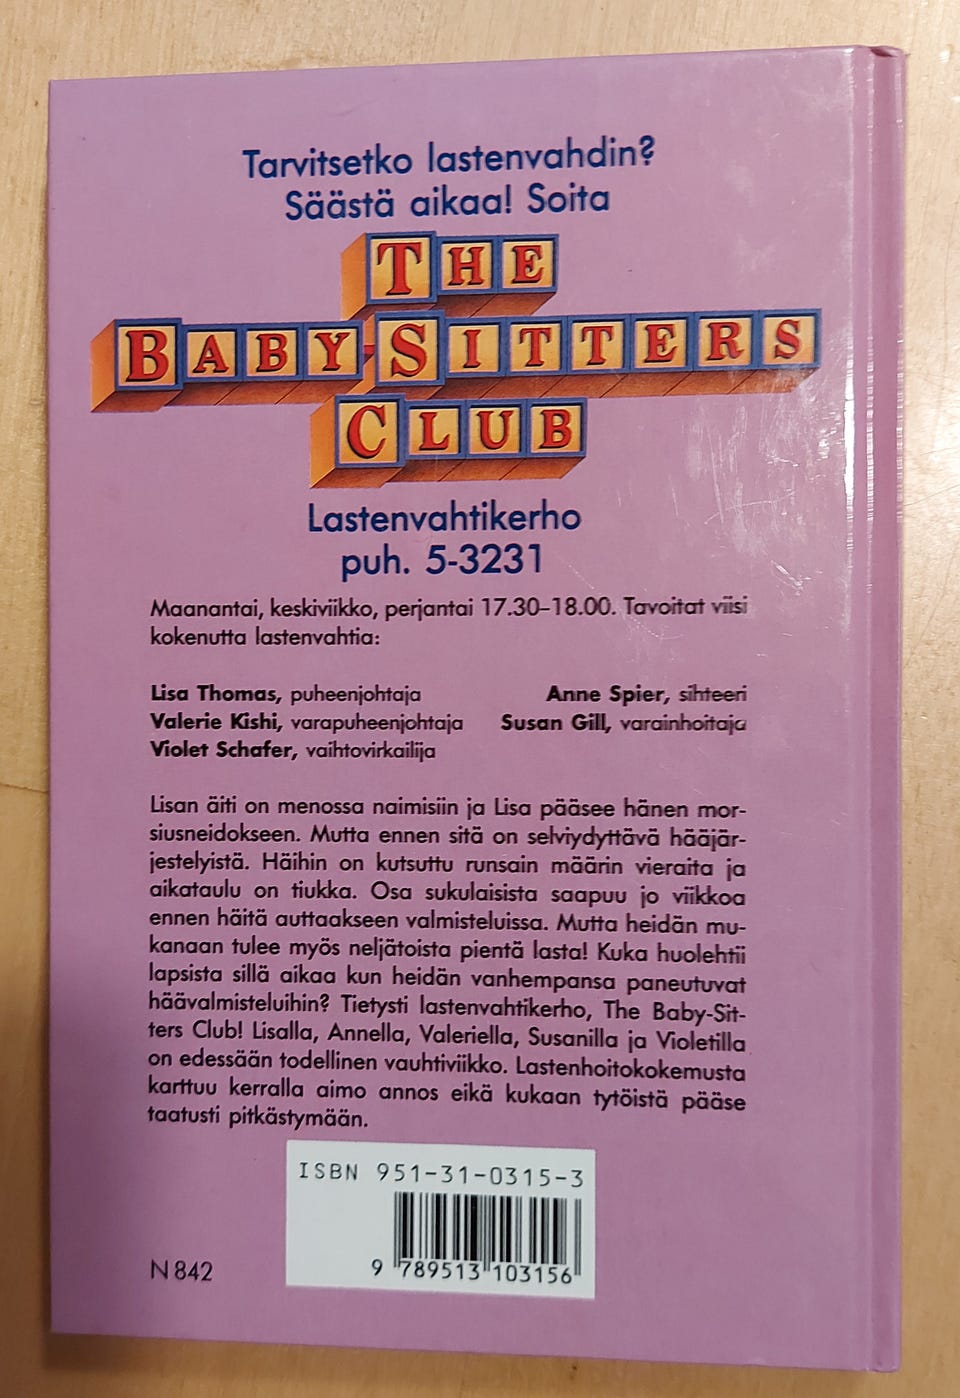 Tarvitsetko lastenvahdin?
Säästä aikaa! Soita
THE
BABY-SITTERS
CLUB
Lastenvahtikerho
puh. 5-3231
Maanantai, keskiviikko, perjantai 17.30–18.00. Tavoitat viisi
kokenutta lastenvahtia:
Lisa Thomas, puheenjohtaja Anne Spier, sihteeri
Valerie Kishi, varapuheenjohtaja Susan Gill, varainhoitaja
Violet Schafer, vaihtovirkailija
Lisan äiti on menossa naimisiin ja Lisa pääsee hänen mor-
siusneidokseen. Mutta ennen sitä on selviydyttävä hääjär-
jestelyistä. Häihin on kutsuttu runsain määrin vieraita ja
aikataulu on tiukka. Osa sukulaisista saapuu jo viikkoa
ennen häitä auttaakseen valmisteluissa. Mutta heidän mu-
kanaan tulee myös neljätoista pientä lasta! Kuka huolehtii
lapsista sillä aikaa kun heidän vanhempansa paneutuvat
häävalmisteluihin? Tietysti lastenvahtikerho, The Baby-Sit-
ters Club! Lisalla, Annella, Valeriella, Susanilla ja Violetilla
on edessään todellinen vauhtiviikko. Lastenhoitokokemusta
karttuu kerralla aimo annos eikä kukaan tytöistä pääse
taatusti pitkästymään.
ISBN 951-31-0315-3
9 789513 103156
N 842